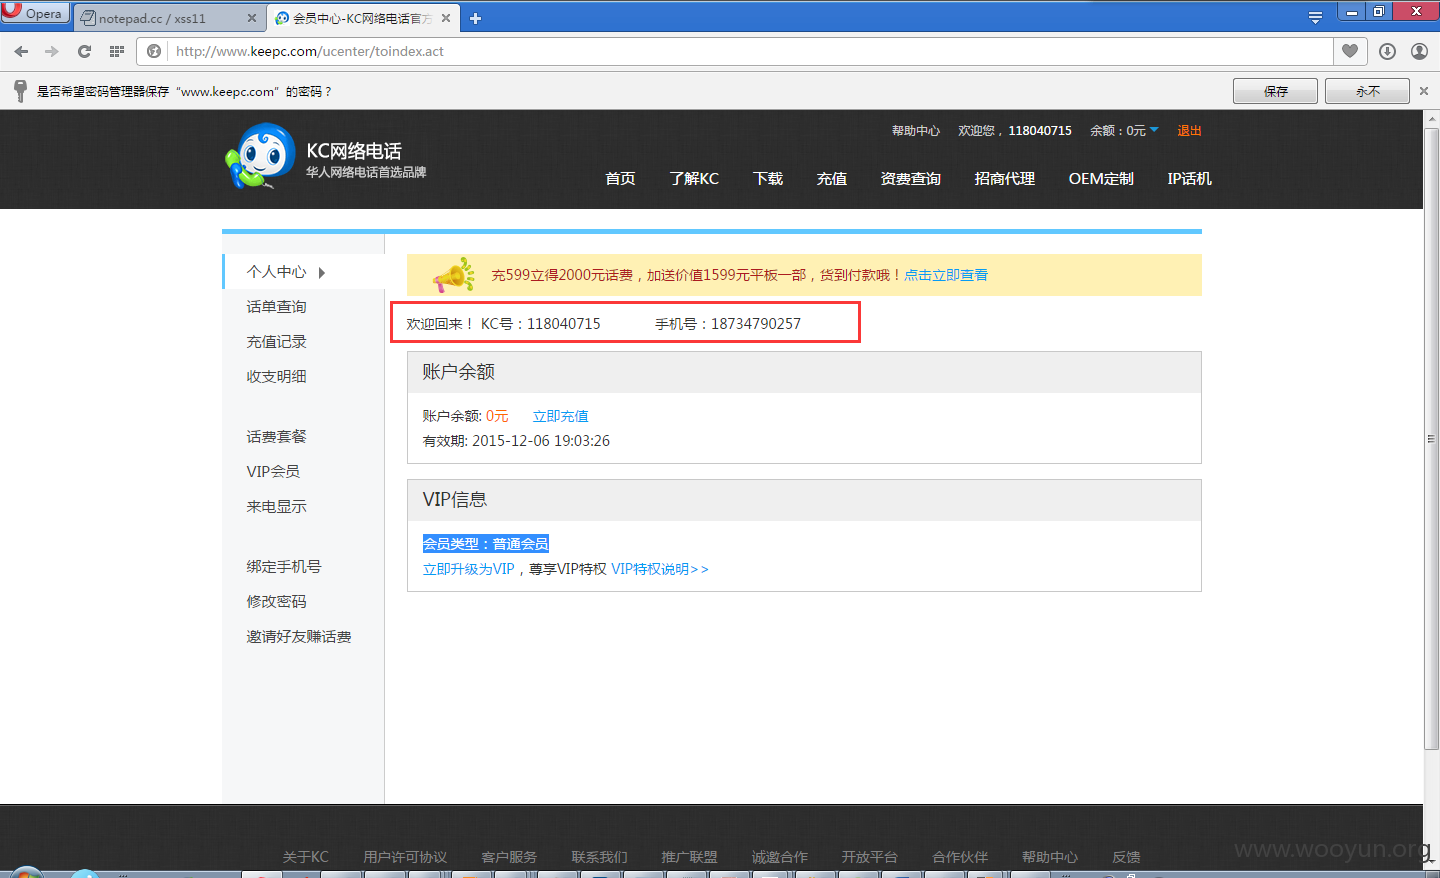 Opera
notepad.cc / xss11
会员中心-KC网络电话官方
http://www.keepc.com/ucenter/toindex.act
是否希望密码管理器保存“www.keepc.com”的密码？
保存
永不
KC网络电话
华人网络电话首选品牌
帮助中心 欢迎您，118040715 余额：0元 退出
首页 了解KC 下载 充值 资费查询 招商代理 OEM定制 IP话机
个人中心
话单查询
充值记录
收支明细
话费套餐
VIP会员
来电显示
绑定手机号
修改密码
邀请好友赚话费
充599立得2000元话费，加送价值1599元平板一部，货到付款哦！点击立即查看
欢迎回来！ KC号：118040715 手机号：18734790257
账户余额
账户余额: 0元 立即充值
有效期: 2015-12-06 19:03:26
VIP信息
会员类型：普通会员
立即升级为VIP，尊享VIP特权 VIP特权说明>>
关于KC 用户许可协议 客户服务 联系我们 推广联盟 诚邀合作 开放平台 合作伙伴 帮助中心 反馈
www.wooyun.org